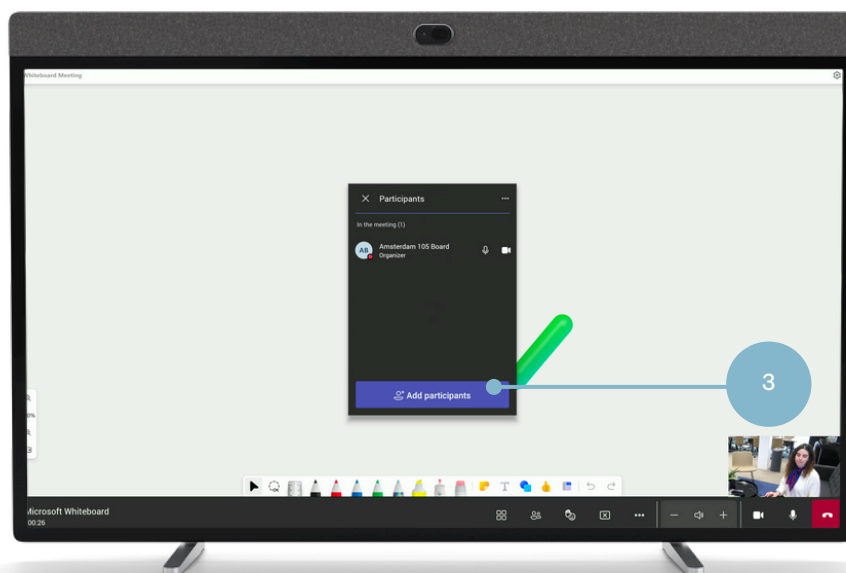 Whiteboard Meeting
Participants
In the meeting (1)
AB
Amsterdam 105 Board
Organizer
Add participants
3
T
Microsoft Whiteboard
00:26